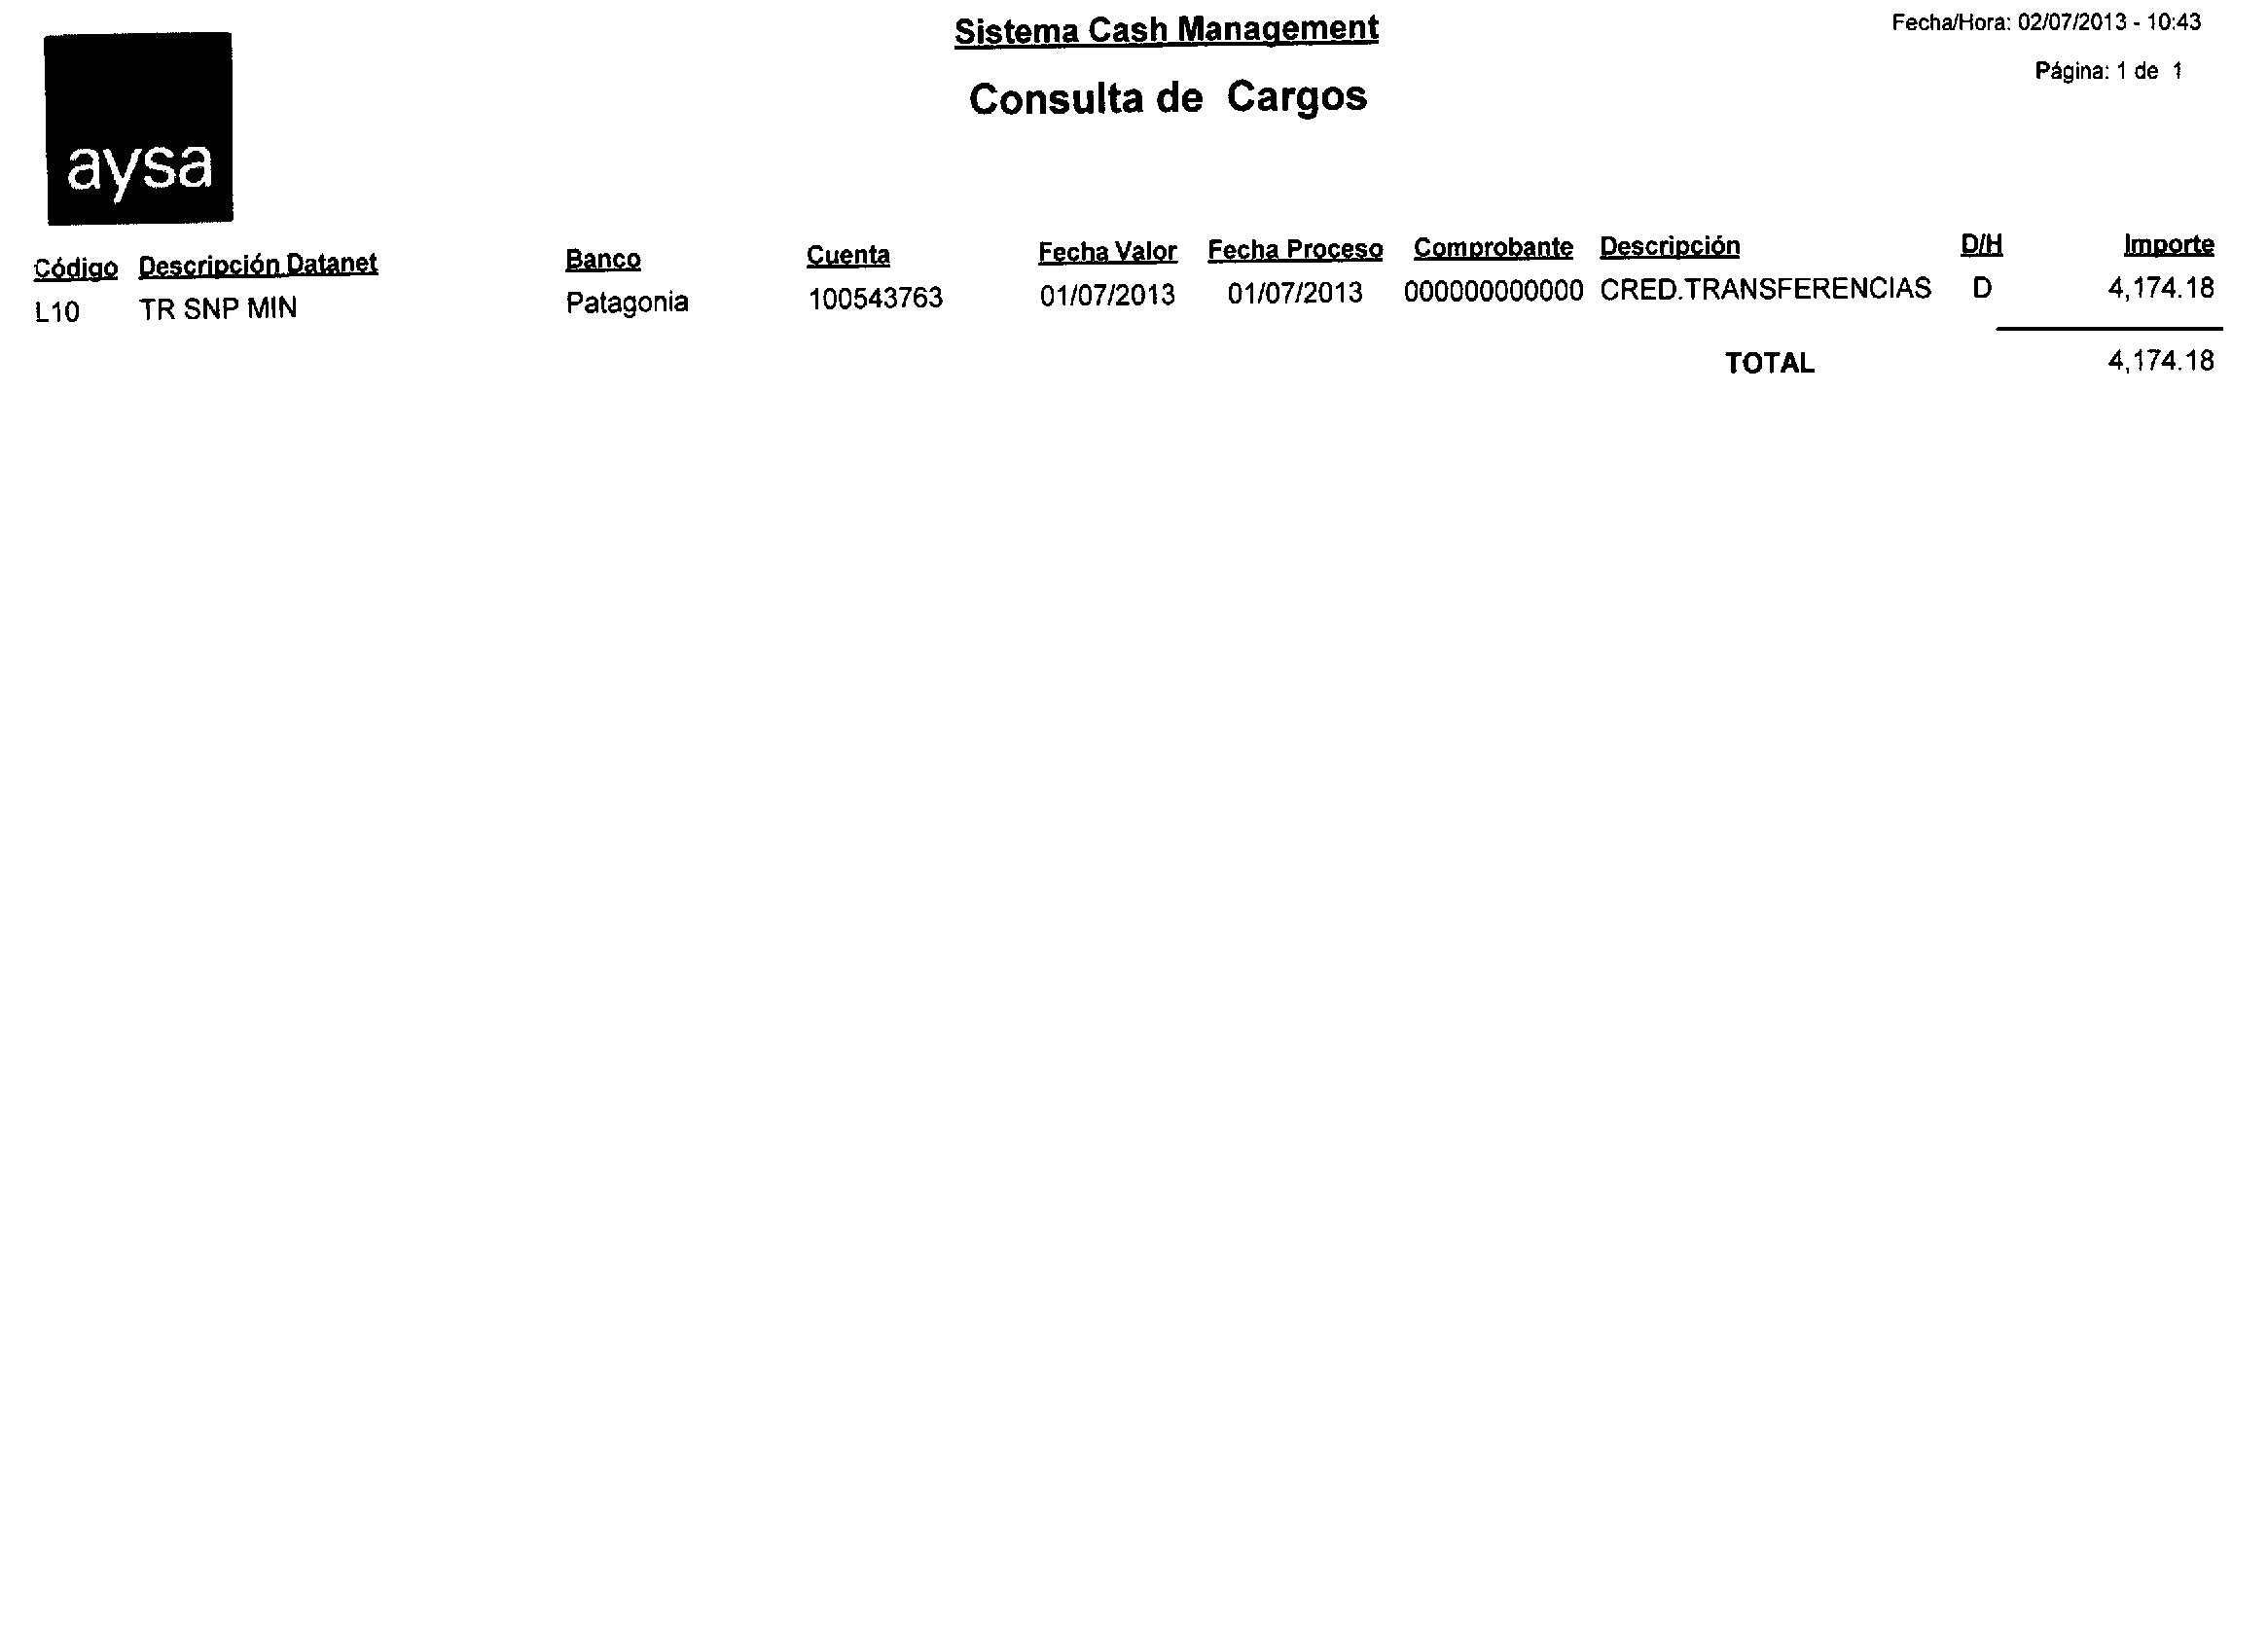 Sistema Cash Management
Fecha/Hora: 02/07/2013 - 10:43
Consulta de Cargos
Página: 1 de 1
aysa
Código Descripción Datanet Banco Cuenta Fecha Valor Fecha Proceso Comprobante Descripción D/H Importe
L10 TR SNP MIN Patagonia 100543763 01/07/2013 01/07/2013 000000000000 CRED.TRANSFERENCIAS D 4,174.18
TOTAL 4,174.18